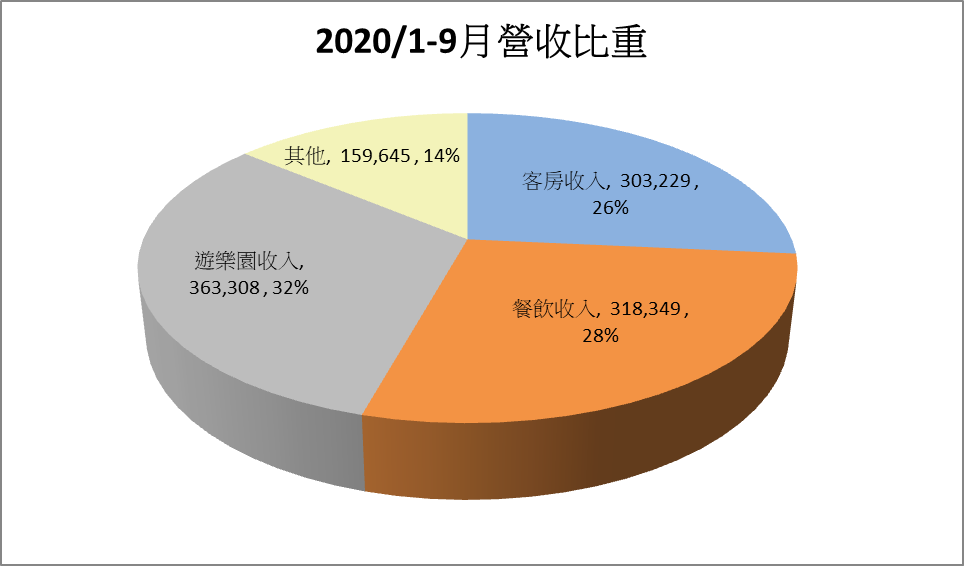 2020/1-9月營收比重
其他, 159,645 , 14%
客房收入, 303,229 ,
26%
遊樂園收入,
363,308 , 32%
餐飲收入, 318,349 ,
28%